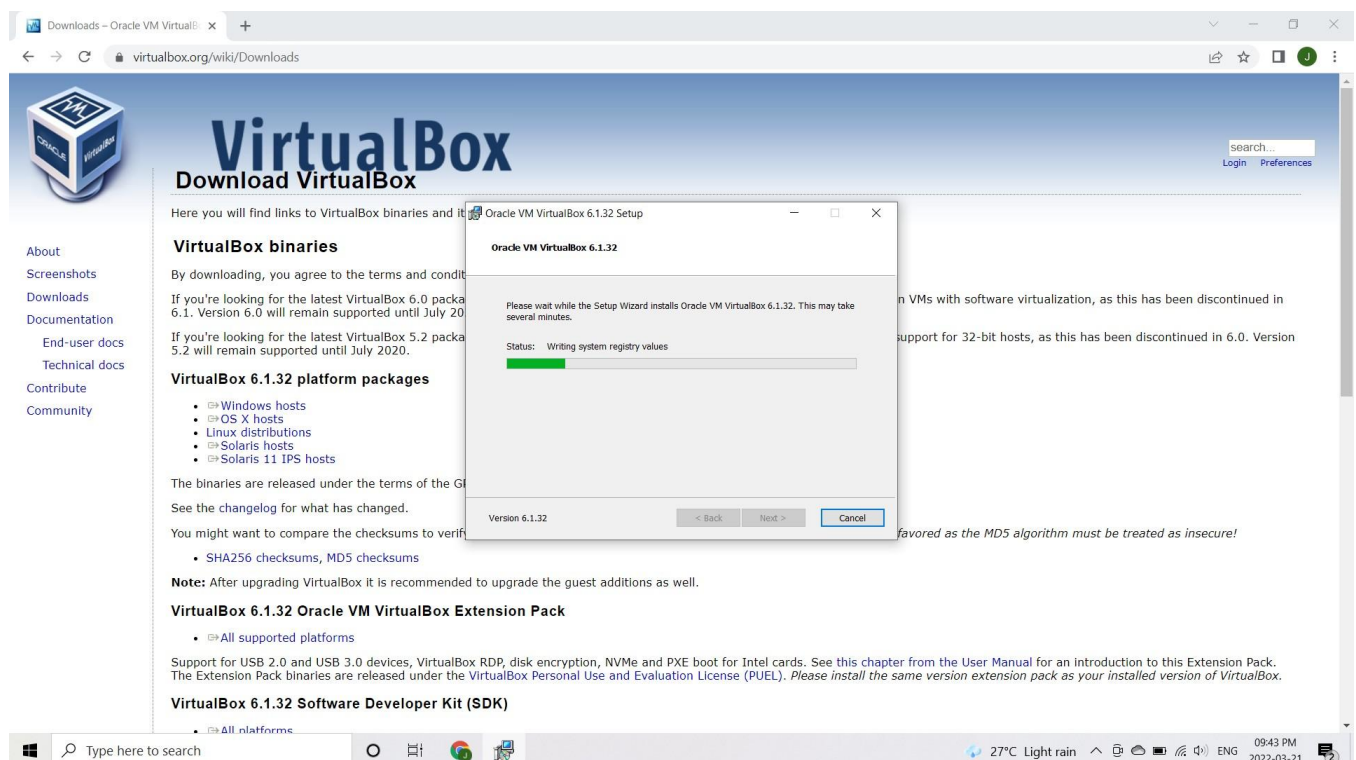 Downloads – Oracle VM VirtualB
virtualbox.org/wiki/Downloads
J
ORACLE
VM
VirtualBox
VirtualBox
search...
Login Preferences
Download VirtualBox
Here you will find links to VirtualBox binaries and it
About
Screenshots
Downloads
Documentation
End-user docs
Technical docs
Contribute
Community
VirtualBox binaries
By downloading, you agree to the terms and condit
If you're looking for the latest VirtualBox 6.0 packa
n VMs with software virtualization, as this has been discontinued in
6.1. Version 6.0 will remain supported until July 20
If you're looking for the latest VirtualBox 5.2 packa
support for 32-bit hosts, as this has been discontinued in 6.0. Version
5.2 will remain supported until July 2020.
VirtualBox 6.1.32 platform packages
Windows hosts
OS X hosts
Linux distributions
Solaris hosts
Solaris 11 IPS hosts
The binaries are released under the terms of the GP
See the changelog for what has changed.
You might want to compare the checksums to verify
favored as the MD5 algorithm must be treated as insecure!
SHA256 checksums, MD5 checksums
Note: After upgrading VirtualBox it is recommended to upgrade the guest additions as well.
VirtualBox 6.1.32 Oracle VM VirtualBox Extension Pack
All supported platforms
Support for USB 2.0 and USB 3.0 devices, VirtualBox RDP, disk encryption, NVMe and PXE boot for Intel cards. See this chapter from the User Manual for an introduction to this Extension Pack.
The Extension Pack binaries are released under the VirtualBox Personal Use and Evaluation License (PUEL). Please install the same version extension pack as your installed version of VirtualBox.
VirtualBox 6.1.32 Software Developer Kit (SDK)
All platforms
Oracle VM VirtualBox 6.1.32 Setup
Oracle VM VirtualBox 6.1.32
Please wait while the Setup Wizard installs Oracle VM VirtualBox 6.1.32. This may take
several minutes.
Status: Writing system registry values
Version 6.1.32
< Back
Next >
Cancel
Type here to search
27°C Light rain
ENG
09:43 PM
2022-03-21
2